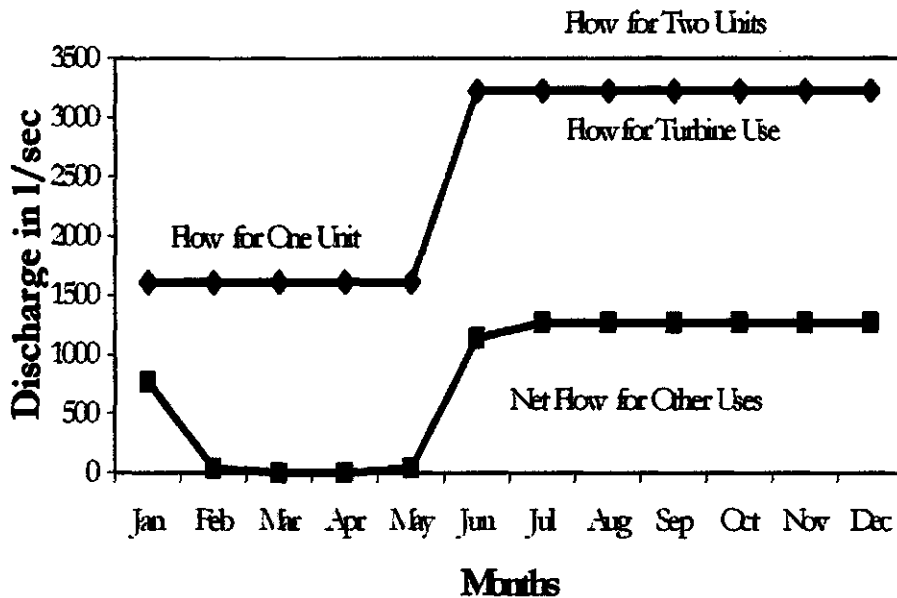 Flow for Two Units
3500
3000
2500
2000
1500
1000
500
0
Discharge in l/sec
Flow for Turbine Use
Flow for One Unit
Net Flow for Other Uses
Jan Feb Mar Apr May Jun Jul Aug Sep Oct Nov Dec
Months